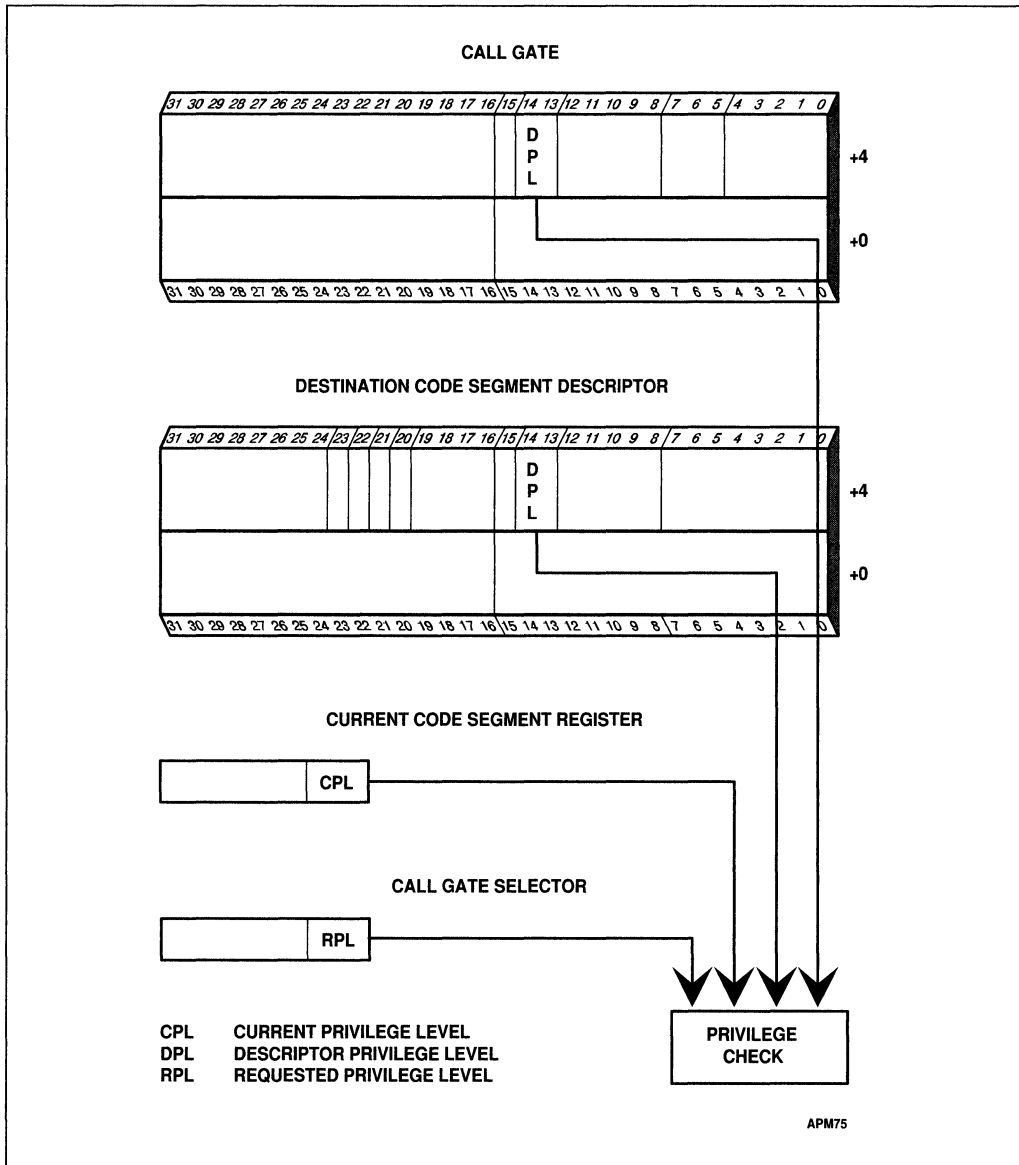 CALL GATE
31 30 29 28 27 26 25 24 23 22 21 20 19 18 17 16 15 14 13 12 11 10 9 8 7 6 5 4 3 2 1 0
D
P
L
+4
+0
31 30 29 28 27 26 25 24 23 22 21 20 19 18 17 16 15 14 13 12 11 10 9 8 7 6 5 4 3 2 1 0
DESTINATION CODE SEGMENT DESCRIPTOR
31 30 29 28 27 26 25 24 23 22 21 20 19 18 17 16 15 14 13 12 11 10 9 8 7 6 5 4 3 2 1 0
D
P
L
+4
+0
31 30 29 28 27 26 25 24 23 22 21 20 19 18 17 16 15 14 13 12 11 10 9 8 7 6 5 4 3 2 1 0
CURRENT CODE SEGMENT REGISTER
CPL
CALL GATE SELECTOR
RPL
CPL CURRENT PRIVILEGE LEVEL
DPL DESCRIPTOR PRIVILEGE LEVEL
RPL REQUESTED PRIVILEGE LEVEL
PRIVILEGE
CHECK
APM75